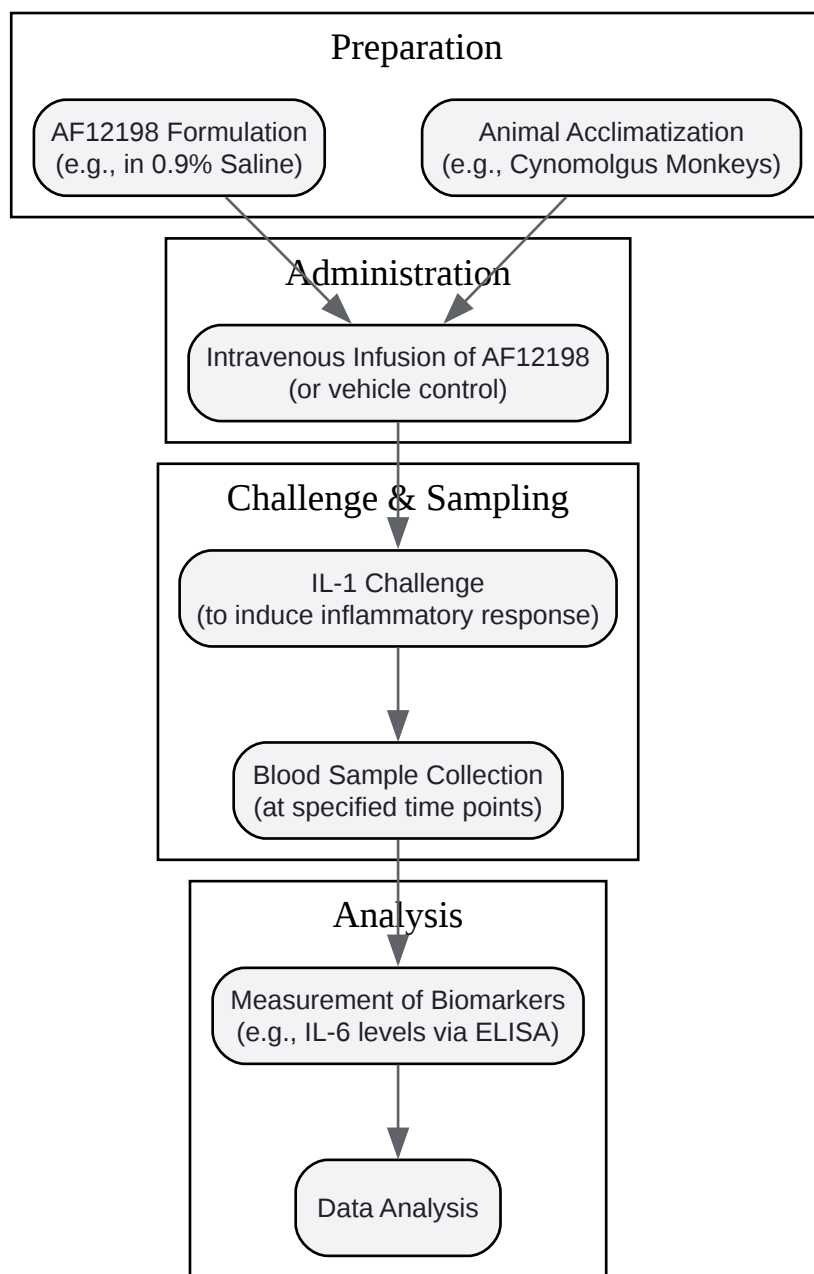 Preparation
AF12198 Formulation
(e.g., in 0.9% Saline)
Animal Acclimatization
(e.g., Cynomolgus Monkeys)
Administration
Intravenous Infusion of AF12198
(or vehicle control)
Challenge & Sampling
IL-1 Challenge
(to induce inflammatory response)
Blood Sample Collection
(at specified time points)
Analysis
Measurement of Biomarkers
(e.g., IL-6 levels via ELISA)
Data Analysis